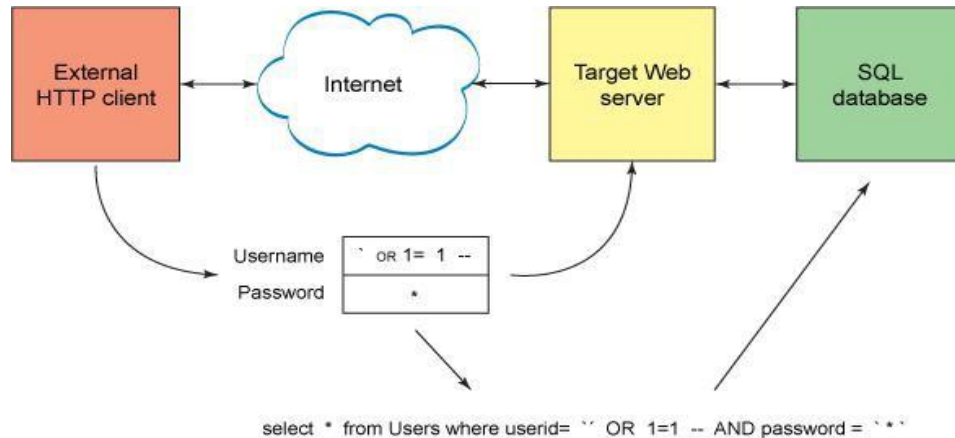 External
HTTP client
Internet
Target Web
server
SQL
database
Username
` OR 1= 1 --
Password
*
select * from Users where userid= `´ OR 1=1 -- AND password = ` * `